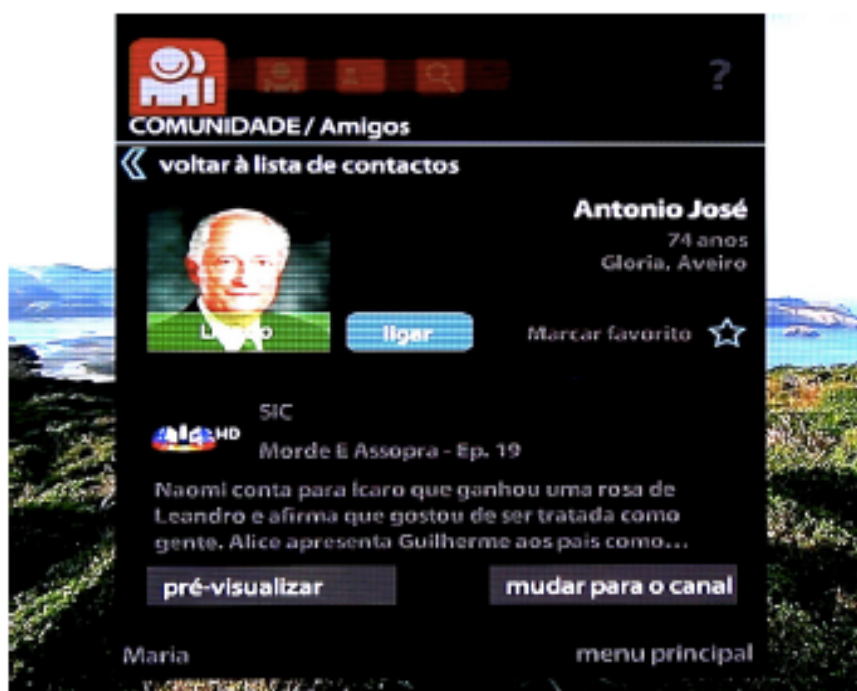 ?
COMUNIDADE / Amigos
voltar à lista de contactos
Antonio José
74 anos
Gloria, Aveiro
ligar
Marcar favorito
SIC
HD
Morde E Assopra - Ep. 19
Naomi conta para Ícaro que ganhou uma rosa de
Leandro e afirma que gostou de ser tratada como
gente. Alice apresenta Guilherme aos pais como...
pré-visualizar
mudar para o canal
Maria
menu principal